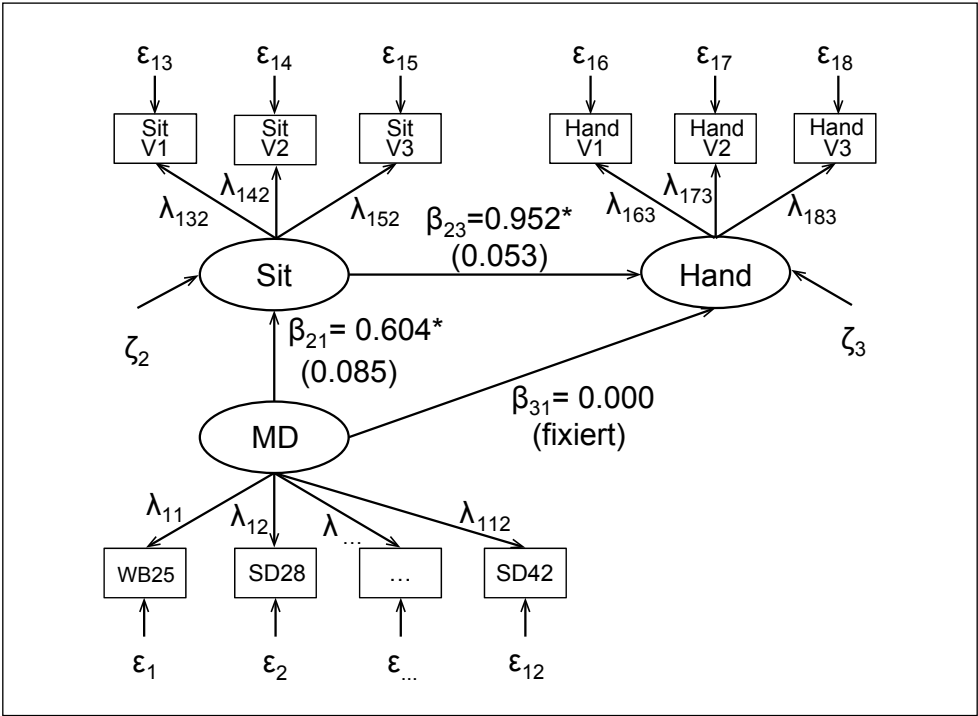 ε13 ε14 ε15 ε16 ε17 ε18
Sit
V1
Sit
V2
Sit
V3
Hand
V1
Hand
V2
Hand
V3
λ132 λ142 λ152 λ163 λ173 λ183
β23=0.952*
(0.053)
Sit
Hand
ζ2
ζ3
β21= 0.604*
(0.085)
β31= 0.000
(fixiert)
MD
λ11 λ12 λ... λ112
WB25 SD28 ... SD42
ε1 ε2 ε... ε12